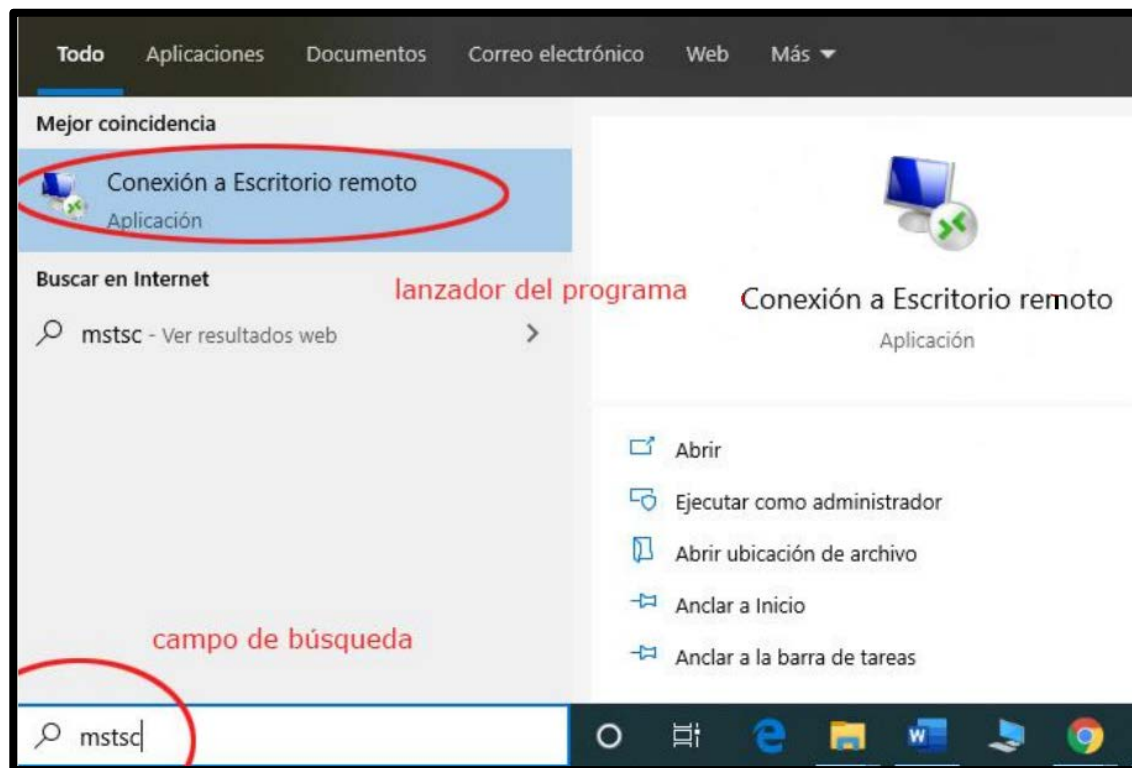 Todo Aplicaciones Documentos Correo electrónico Web Más
Mejor coincidencia
Conexión a Escritorio remoto
Aplicación
Buscar en Internet
lanzador del programa
mstsc - Ver resultados web
Conexión a Escritorio remoto
Aplicación
Abrir
Ejecutar como administrador
Abrir ubicación de archivo
Anclar a Inicio
Anclar a la barra de tareas
campo de búsqueda
mstsc